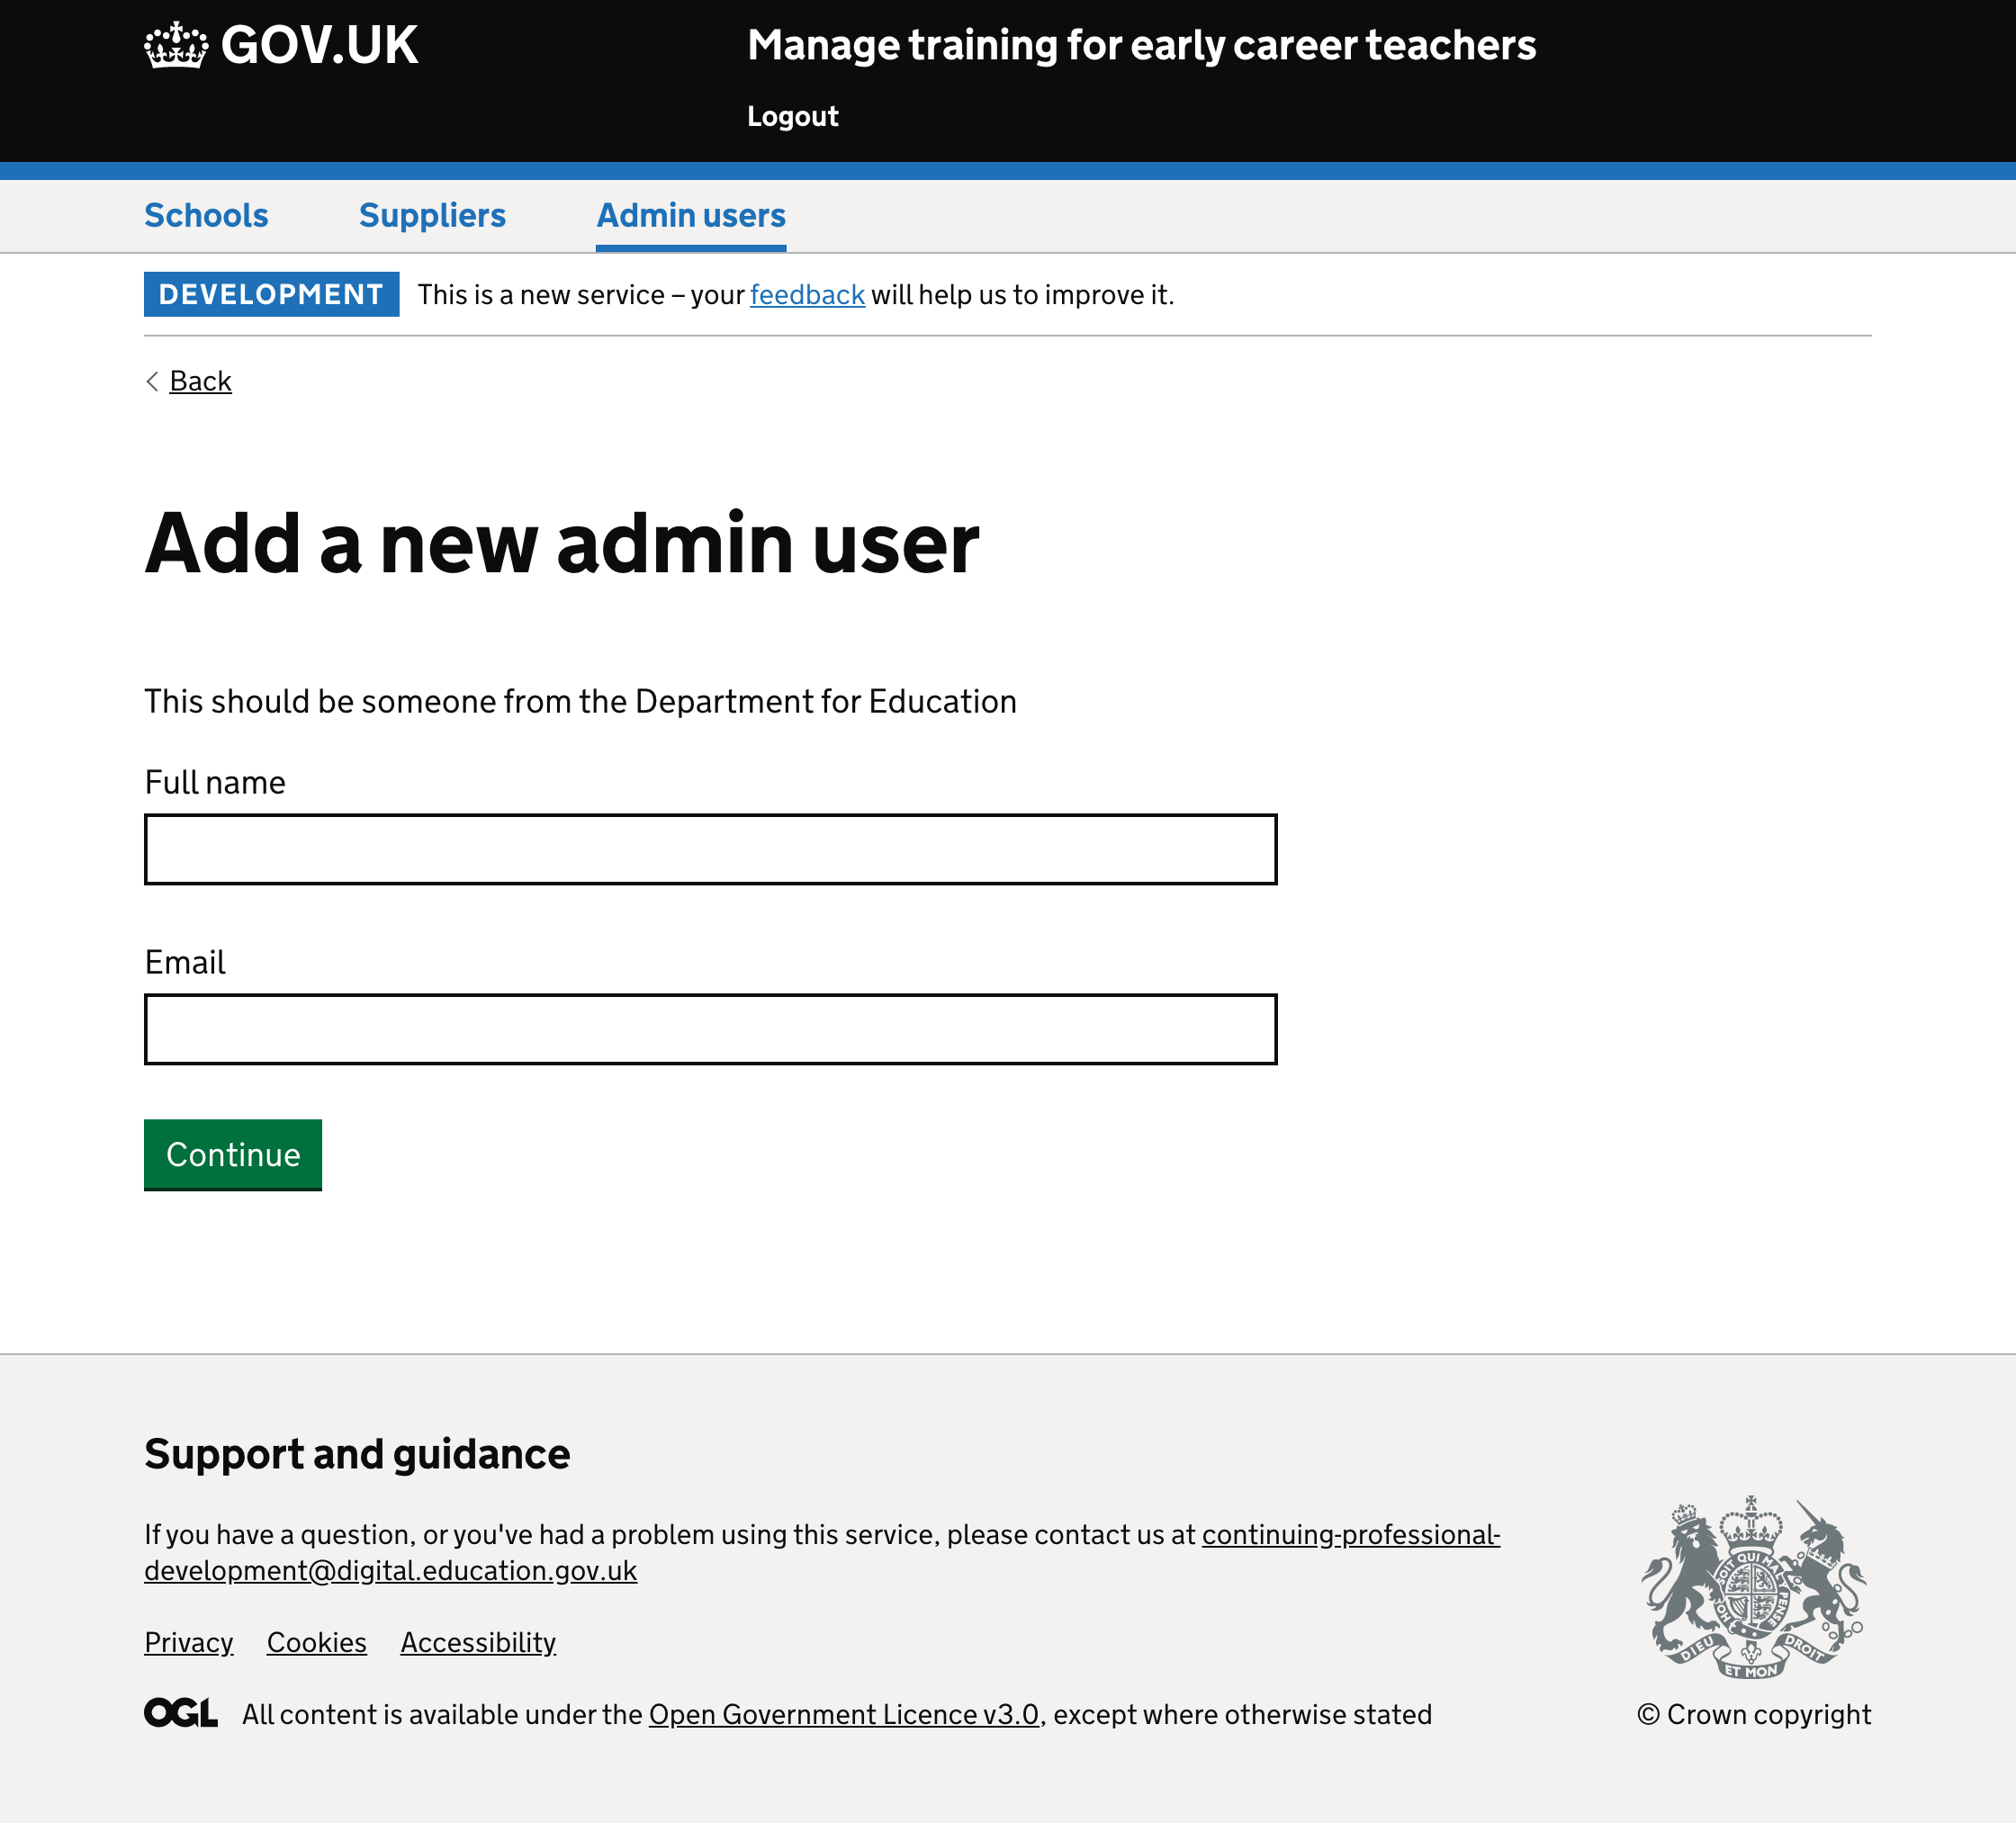 GOV.UK
Manage training for early career teachers
Logout
Schools
Suppliers
Admin users
DEVELOPMENT
This is a new service – your feedback will help us to improve it.
Back
Add a new admin user
This should be someone from the Department for Education
Full name
Email
Continue
Support and guidance
If you have a question, or you've had a problem using this service, please contact us at continuing-professional-
development@digital.education.gov.uk
Privacy
Cookies
Accessibility
OGL
All content is available under the Open Government Licence v3.0, except where otherwise stated
DIEU ET MON DROIT
© Crown copyright